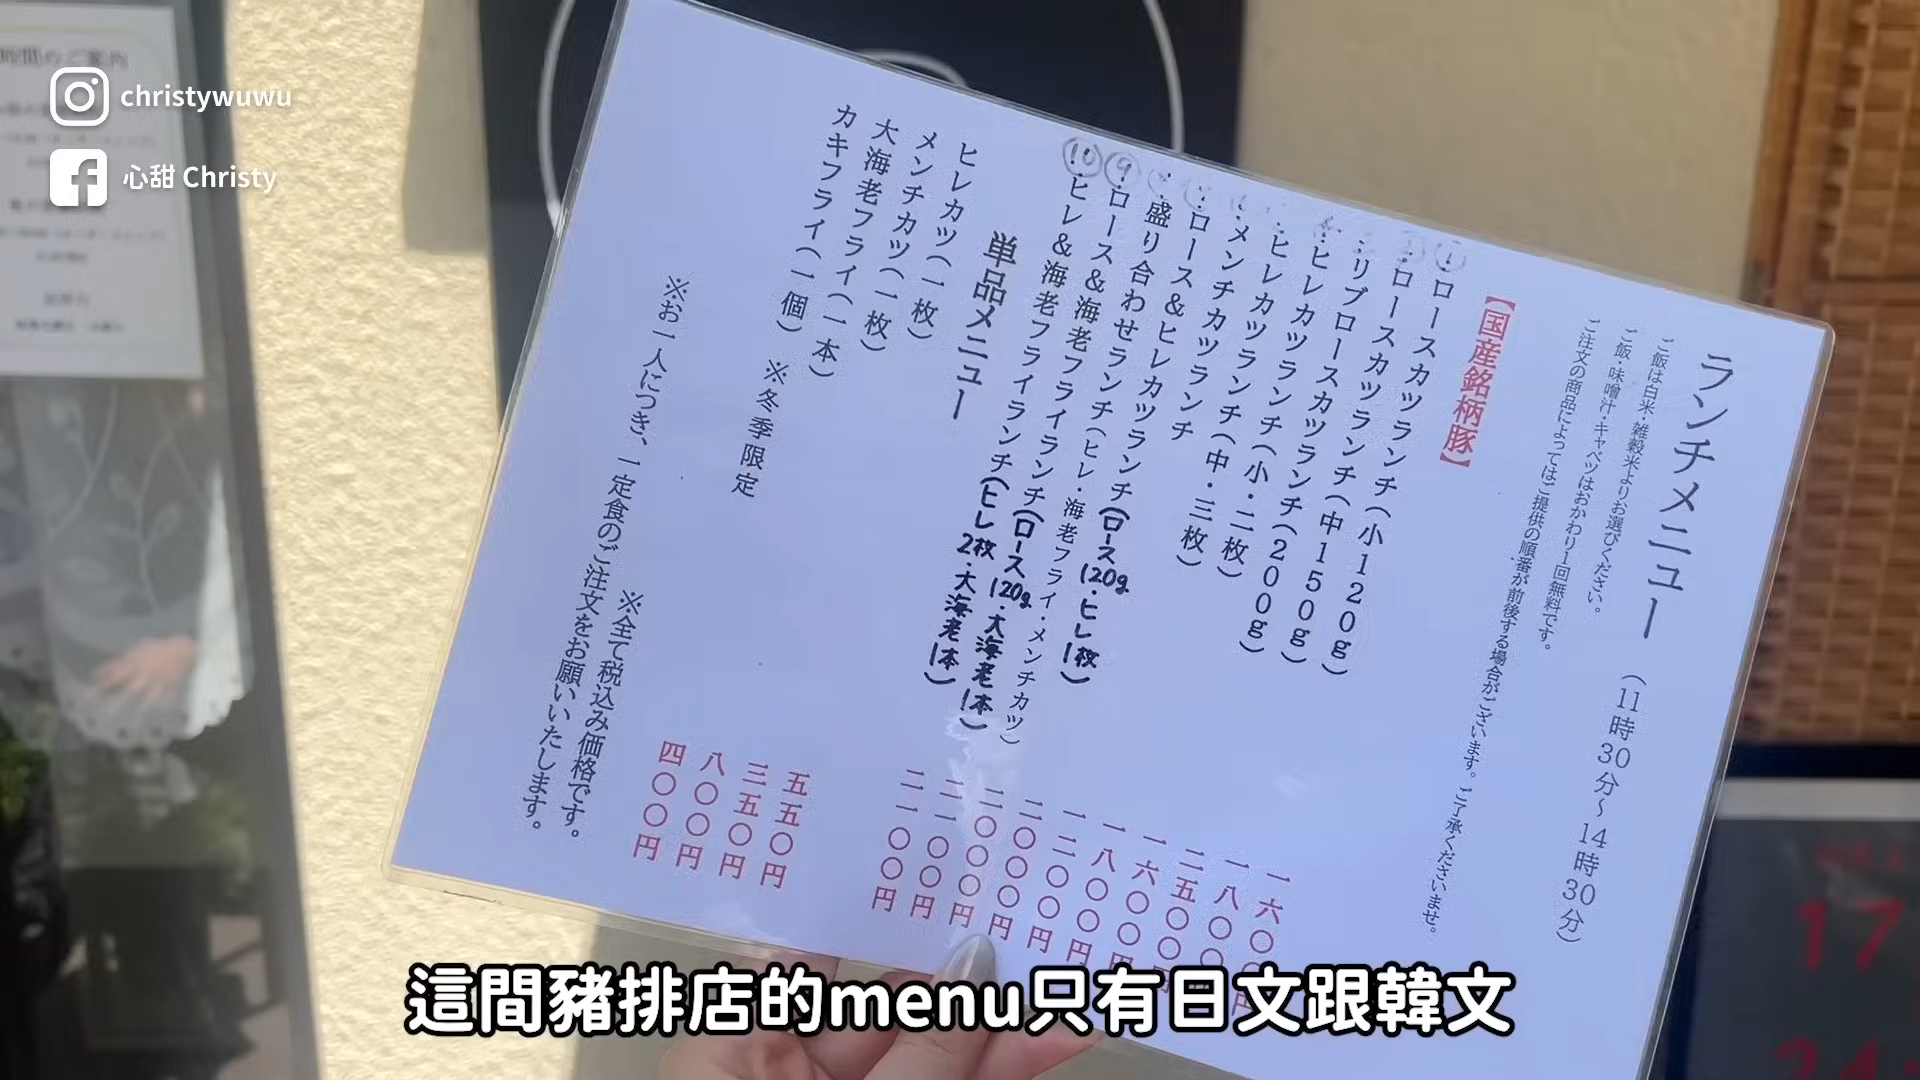 christywuwu
心甜 Christy
ランチメニュー (11時30分~14時30分)
ご飯は白米・雑穀米よりお選びください。
ご飯・味噌汁・キャベツはおかわり1回無料です。
ご注文の商品によってはご提供の順番が前後する場合がございます。ご了承くださいませ。
【国産銘柄豚】
ロースカツランチ(小120g) 一六〇
ロースカツランチ(中150g) 一八〇〇
リブロースカツランチ(200g) 二五〇〇
ヒレカツランチ(小・二枚) 一六〇〇円
ヒレカツランチ(中・三枚) 一八〇〇円
メンチカツランチ 一二〇〇円
ロース&ヒレカツランチ(ロース120g・ヒレ1枚) 二〇〇〇円
盛り合わせランチ(ヒレ・海老フライ・メンチカツ) 二〇〇〇円
⑨ロース&海老フライランチ(ロース120g・大海老1本) 二一〇〇円
⑩ヒレ&海老フライランチ(ヒレ2枚・大海老1本) 二一〇〇円
単品メニュー
ヒレカツ(一枚) 五五〇円
メンチカツ(一枚) 三五〇円
大海老フライ(一本) 八〇〇円
カキフライ(一個) ※冬季限定 四〇〇円
※全て税込み価格です。
※お一人につき、一定食のご注文をお願いいたします。
17
24
這間豬排店的menu只有日文跟韓文